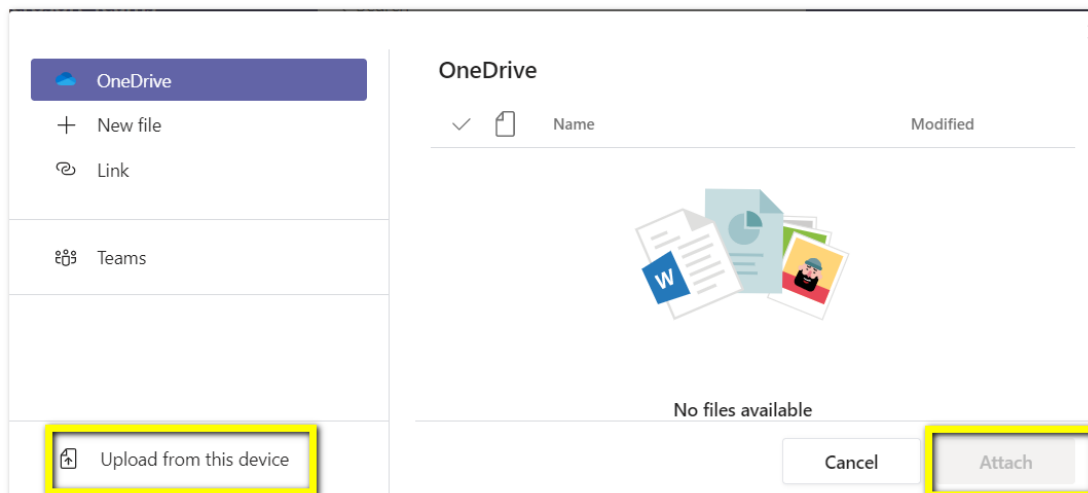 OneDrive
New file
Link
Teams
Upload from this device
OneDrive
Name Modified
W
No files available
Cancel Attach